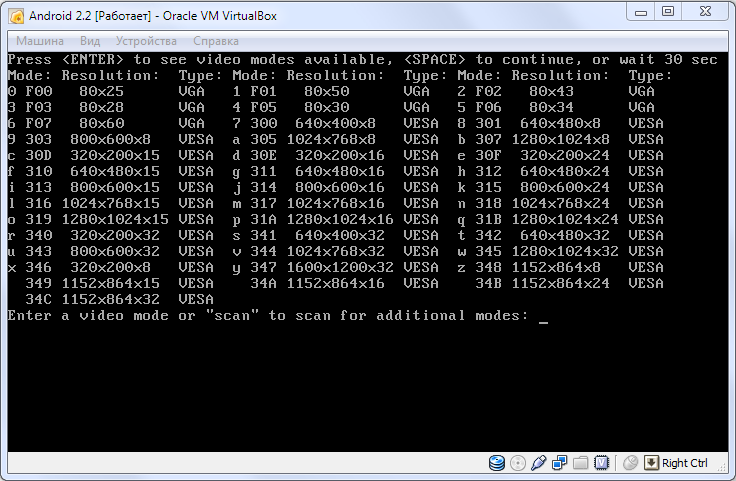 Android 2.2 [Работает] - Oracle VM VirtualBox
Машина Вид Устройства Справка
Press <ENTER> to see video modes available, <SPACE> to continue, or wait 30 sec
Mode: Resolution: Type: Mode: Resolution: Type: Mode: Resolution: Type:
0 F00 80x25 VGA 1 F01 80x50 VGA 2 F02 80x43 VGA
3 F03 80x28 VGA 4 F05 80x30 VGA 5 F06 80x34 VGA
6 F07 80x60 VGA 7 300 640x400x8 VESA 8 301 640x480x8 VESA
9 303 800x600x8 VESA a 305 1024x768x8 VESA b 307 1280x1024x8 VESA
c 30D 320x200x15 VESA d 30E 320x200x16 VESA e 30F 320x200x24 VESA
f 310 640x480x15 VESA g 311 640x480x16 VESA h 312 640x480x24 VESA
i 313 800x600x15 VESA j 314 800x600x16 VESA k 315 800x600x24 VESA
l 316 1024x768x15 VESA m 317 1024x768x16 VESA n 318 1024x768x24 VESA
o 319 1280x1024x15 VESA p 31A 1280x1024x16 VESA q 31B 1280x1024x24 VESA
r 340 320x200x32 VESA s 341 640x400x32 VESA t 342 640x480x32 VESA
u 343 800x600x32 VESA v 344 1024x768x32 VESA w 345 1280x1024x32 VESA
x 346 320x200x8 VESA y 347 1600x1200x32 VESA z 348 1152x864x8 VESA
349 1152x864x15 VESA 34A 1152x864x16 VESA 34B 1152x864x24 VESA
34C 1152x864x32 VESA
Enter a video mode or "scan" to scan for additional modes: _
Right Ctrl